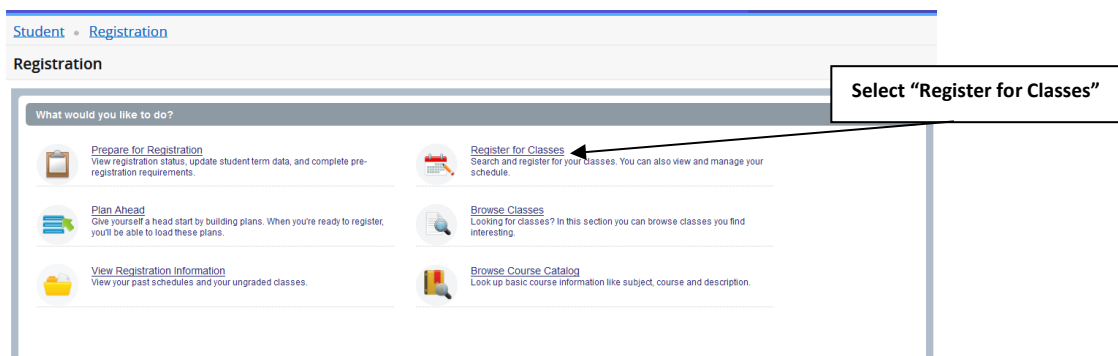 Student • Registration
Registration
Select “Register for Classes”
What would you like to do?
Prepare for Registration
View registration status, update student term data, and complete pre-
registration requirements.
Register for Classes
Search and register for your classes. You can also view and manage your
schedule.
Plan Ahead
Give yourself a head start by building plans. When you're ready to register,
you'll be able to load these plans.
Browse Classes
Looking for classes? In this section you can browse classes you find
interesting.
View Registration Information
View your past schedules and your ungraded classes.
Browse Course Catalog
Look up basic course information like subject, course and description.